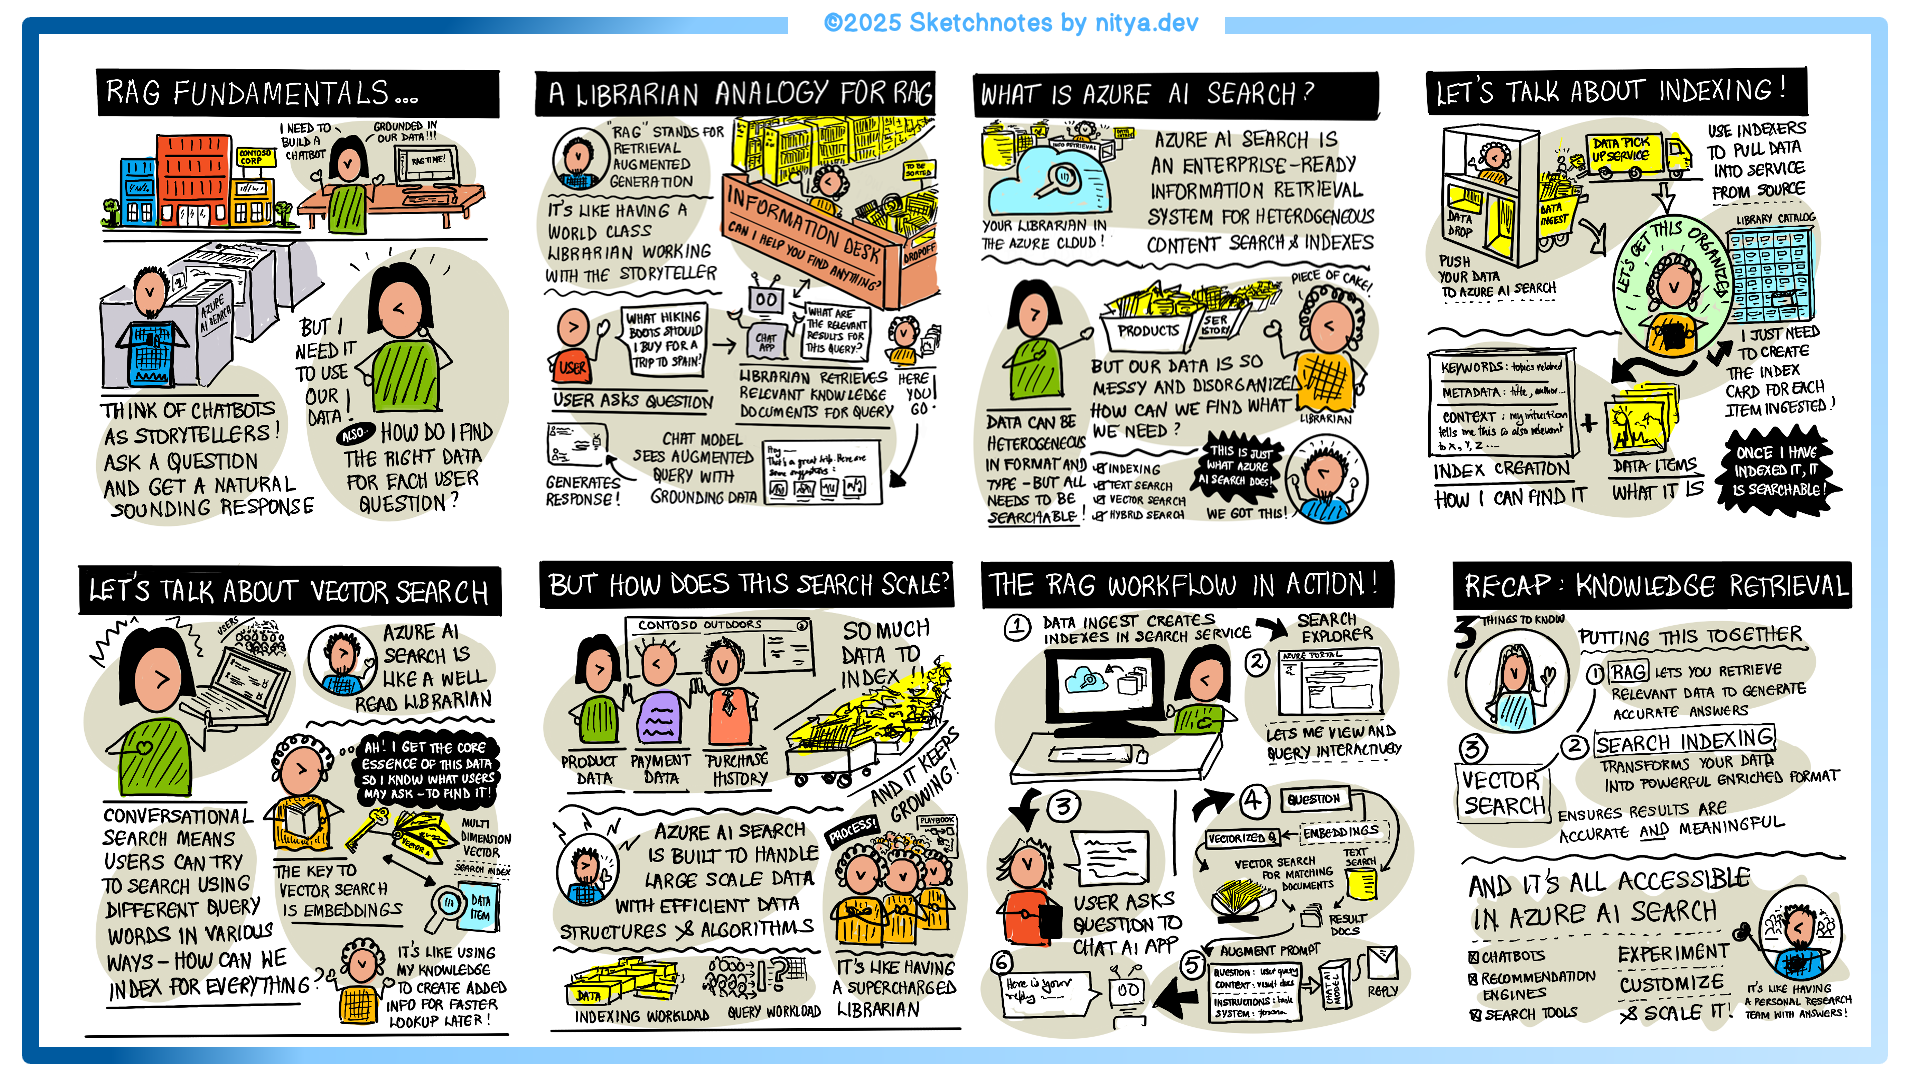 ©2025 Sketchnotes by nitya.dev
RAG FUNDAMENTALS...
I NEED TO
BUILD A
CHATBOT
GROUNDED IN
OUR DATA!!!
CONTOSO
CORP
RAG TIME!
AZURE
AI SEARCH
THINK OF CHATBOTS
AS STORYTELLERS!
ASK A QUESTION
AND GET A NATURAL
SOUNDING RESPONSE
BUT I
NEED IT
TO USE
OUR
DATA!
ALSO..
HOW DO I FIND
THE RIGHT DATA
FOR EACH USER
QUESTION?
A LIBRARIAN ANALOGY FOR RAG
"RAG" STANDS FOR
RETRIEVAL
AUGMENTED
GENERATION
IT'S LIKE HAVING A
WORLD CLASS
LIBRARIAN WORKING
WITH THE STORYTELLER
TO BE
SORTED
INFORMATION DESK
CAN I HELP YOU FIND ANYTHING?
DROPOFF
USER
WHAT HIKING
BOOTS SHOULD
I BUY FOR A
TRIP TO SPAIN?
USER ASKS QUESTION
CHAT
APP
WHAT ARE
THE RELEVANT
RESULTS FOR
THIS QUERY?
LIBRARIAN RETRIEVES
RELEVANT KNOWLEDGE
DOCUMENTS FOR QUERY
HERE
YOU
GO!
CHAT MODEL
SEES AUGMENTED
QUERY WITH
GROUNDING DATA
GENERATES
RESPONSE!
WHAT IS AZURE AI SEARCH?
INFO RETRIEVAL
YOUR LIBRARIAN IN
THE AZURE CLOUD!
AZURE AI SEARCH IS
AN ENTERPRISE-READY
INFORMATION RETRIEVAL
SYSTEM FOR HETEROGENEOUS
CONTENT SEARCH & INDEXES
PRODUCTS
PIECE OF CAKE!
BUT OUR DATA IS SO
MESSY AND DISORGANIZED
HOW CAN WE FIND WHAT
WE NEED?
LIBRARIAN
DATA CAN BE
HETEROGENEOUS
IN FORMAT AND
TYPE - BUT ALL
NEEDS TO BE
SEARCHABLE!
INDEXING
TEXT SEARCH
VECTOR SEARCH
HYBRID SEARCH
THIS IS JUST
WHAT AZURE
AI SEARCH DOES!
WE GOT THIS!
LET'S TALK ABOUT INDEXING!
DATA
DROP
DATA PICK
UP SERVICE
DATA
INGEST
PUSH
YOUR DATA
TO AZURE AI SEARCH
USE INDEXERS
TO PULL DATA
INTO SERVICE
FROM SOURCE
LIBRARY CATALOG
LET'S GET THIS ORGANIZED!
I JUST NEED
TO CREATE
THE INDEX
CARD FOR EACH
ITEM INGESTED!
KEYWORDS: topics related
METADATA: title, author...
CONTEXT: my intuition
tells me this is also relevant
to X, Y, Z ...
+
INDEX CREATION
HOW I CAN FIND IT
DATA ITEMS
WHAT IT IS
ONCE I HAVE
INDEXED IT, IT
IS SEARCHABLE!
LET'S TALK ABOUT VECTOR SEARCH
USERS
AZURE AI
SEARCH IS
LIKE A WELL
READ LIBRARIAN
AH! I GET THE CORE
ESSENCE OF THIS DATA
SO I KNOW WHAT USERS
MAY ASK - TO FIND IT!
CONVERSATIONAL
SEARCH MEANS
USERS CAN TRY
TO SEARCH USING
DIFFERENT QUERY
WORDS IN VARIOUS
WAYS - HOW CAN WE
INDEX FOR EVERYTHING?
THE KEY TO
VECTOR SEARCH
IS EMBEDDINGS
MULTI
DIMENSION
VECTOR
SEARCH INDEX
DATA
ITEM
IT'S LIKE USING
MY KNOWLEDGE
TO CREATE ADDED
INFO FOR FASTER
LOOKUP LATER!
BUT HOW DOES THIS SEARCH SCALE?
CONTOSO OUTDOORS
PRODUCT
DATA
PAYMENT
DATA
PURCHASE
HISTORY
SO MUCH
DATA TO
INDEX!!!
AND IT KEEPS
GROWING!
AZURE AI SEARCH
IS BUILT TO HANDLE
LARGE SCALE DATA
WITH EFFICIENT DATA
STRUCTURES & ALGORITHMS
PROCESS!
PLAYBOOK
DATA
INDEXING WORKLOAD
QUERY WORKLOAD
IT'S LIKE HAVING
A SUPERCHARGED
LIBRARIAN
THE RAG WORKFLOW IN ACTION!
1
DATA INGEST CREATES
INDEXES IN SEARCH SERVICE
SEARCH
EXPLORER
2
AZURE PORTAL
LETS ME VIEW AND
QUERY INTERACTIVELY
3
USER ASKS
QUESTION TO
CHAT AI APP
4
QUESTION
VECTORIZED Q
EMBEDDINGS
VECTOR SEARCH
FOR MATCHING
DOCUMENTS
TEXT
SEARCH
RESULT
DOCS
5
AUGMENT PROMPT
QUESTION: user query
CONTEXT: result docs
INSTRUCTIONS: task
SYSTEM: persona
CHAT AI
MODEL
REPLY
6
Here is your
reply
RECAP: KNOWLEDGE RETRIEVAL
3 THINGS TO KNOW
PUTTING THIS TOGETHER
1 RAG LETS YOU RETRIEVE
RELEVANT DATA TO GENERATE
ACCURATE ANSWERS
2 SEARCH INDEXING
TRANSFORMS YOUR DATA
INTO POWERFUL ENRICHED FORMAT
3
VECTOR
SEARCH
ENSURES RESULTS ARE
ACCURATE AND MEANINGFUL
AND IT'S ALL ACCESSIBLE
IN AZURE AI SEARCH
CHATBOTS
RECOMMENDATION
ENGINES
SEARCH TOOLS
EXPERIMENT
CUSTOMIZE
& SCALE IT!
IT'S LIKE HAVING
A PERSONAL RESEARCH
TEAM WITH ANSWERS!